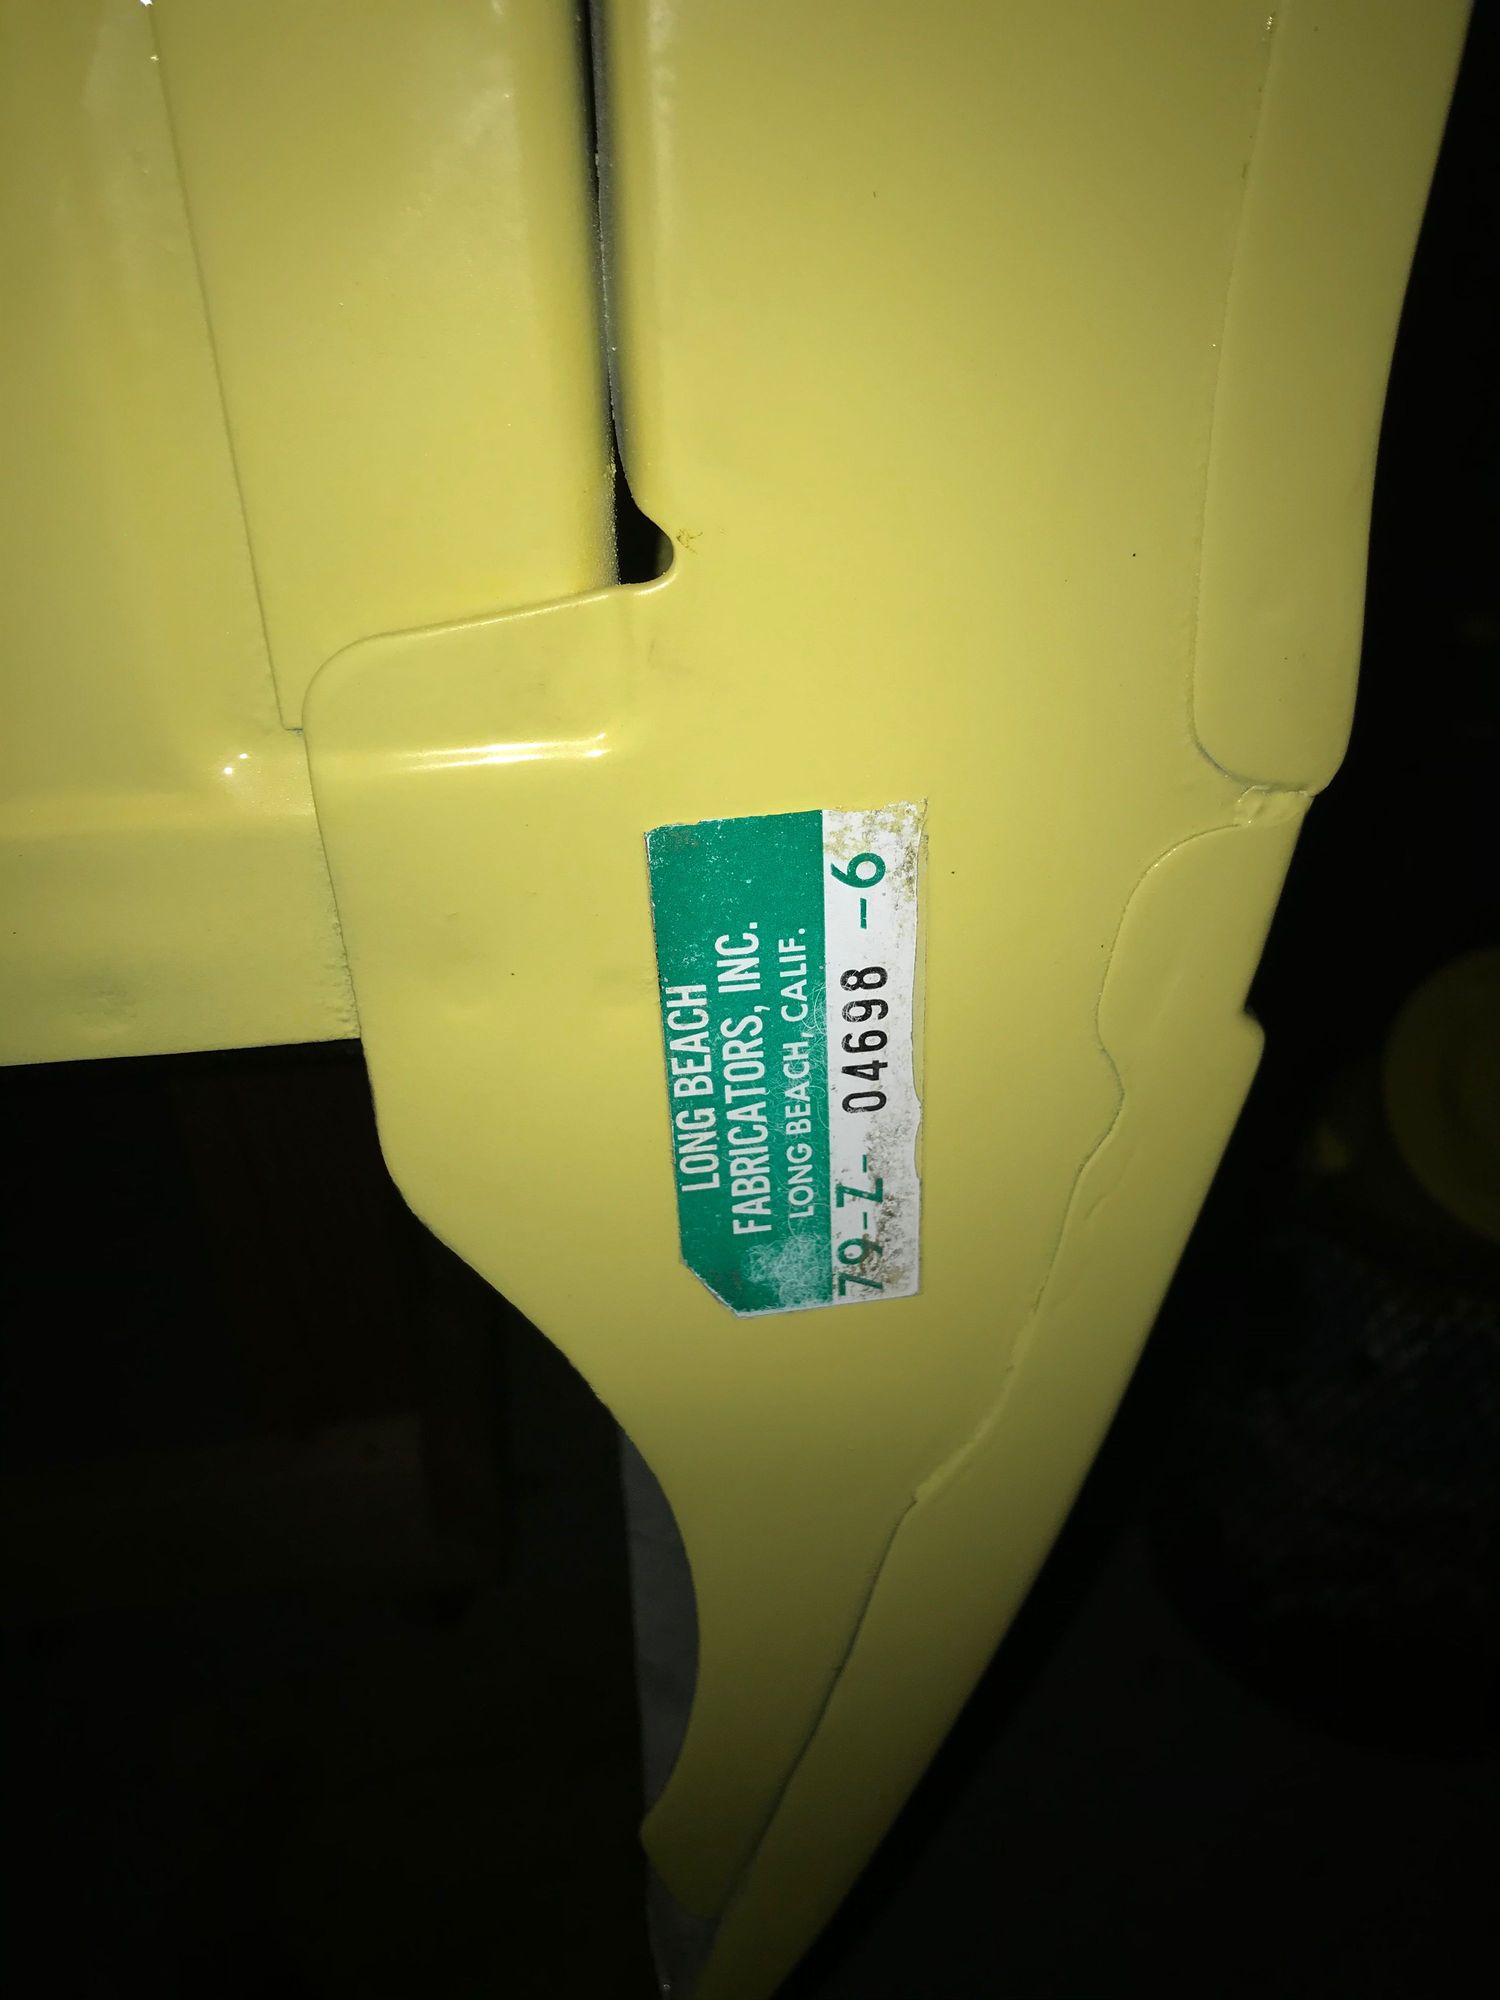 LONG BEACH
FABRICATORS, INC.
LONG BEACH, CALIF.
79-Z- 04698 -6